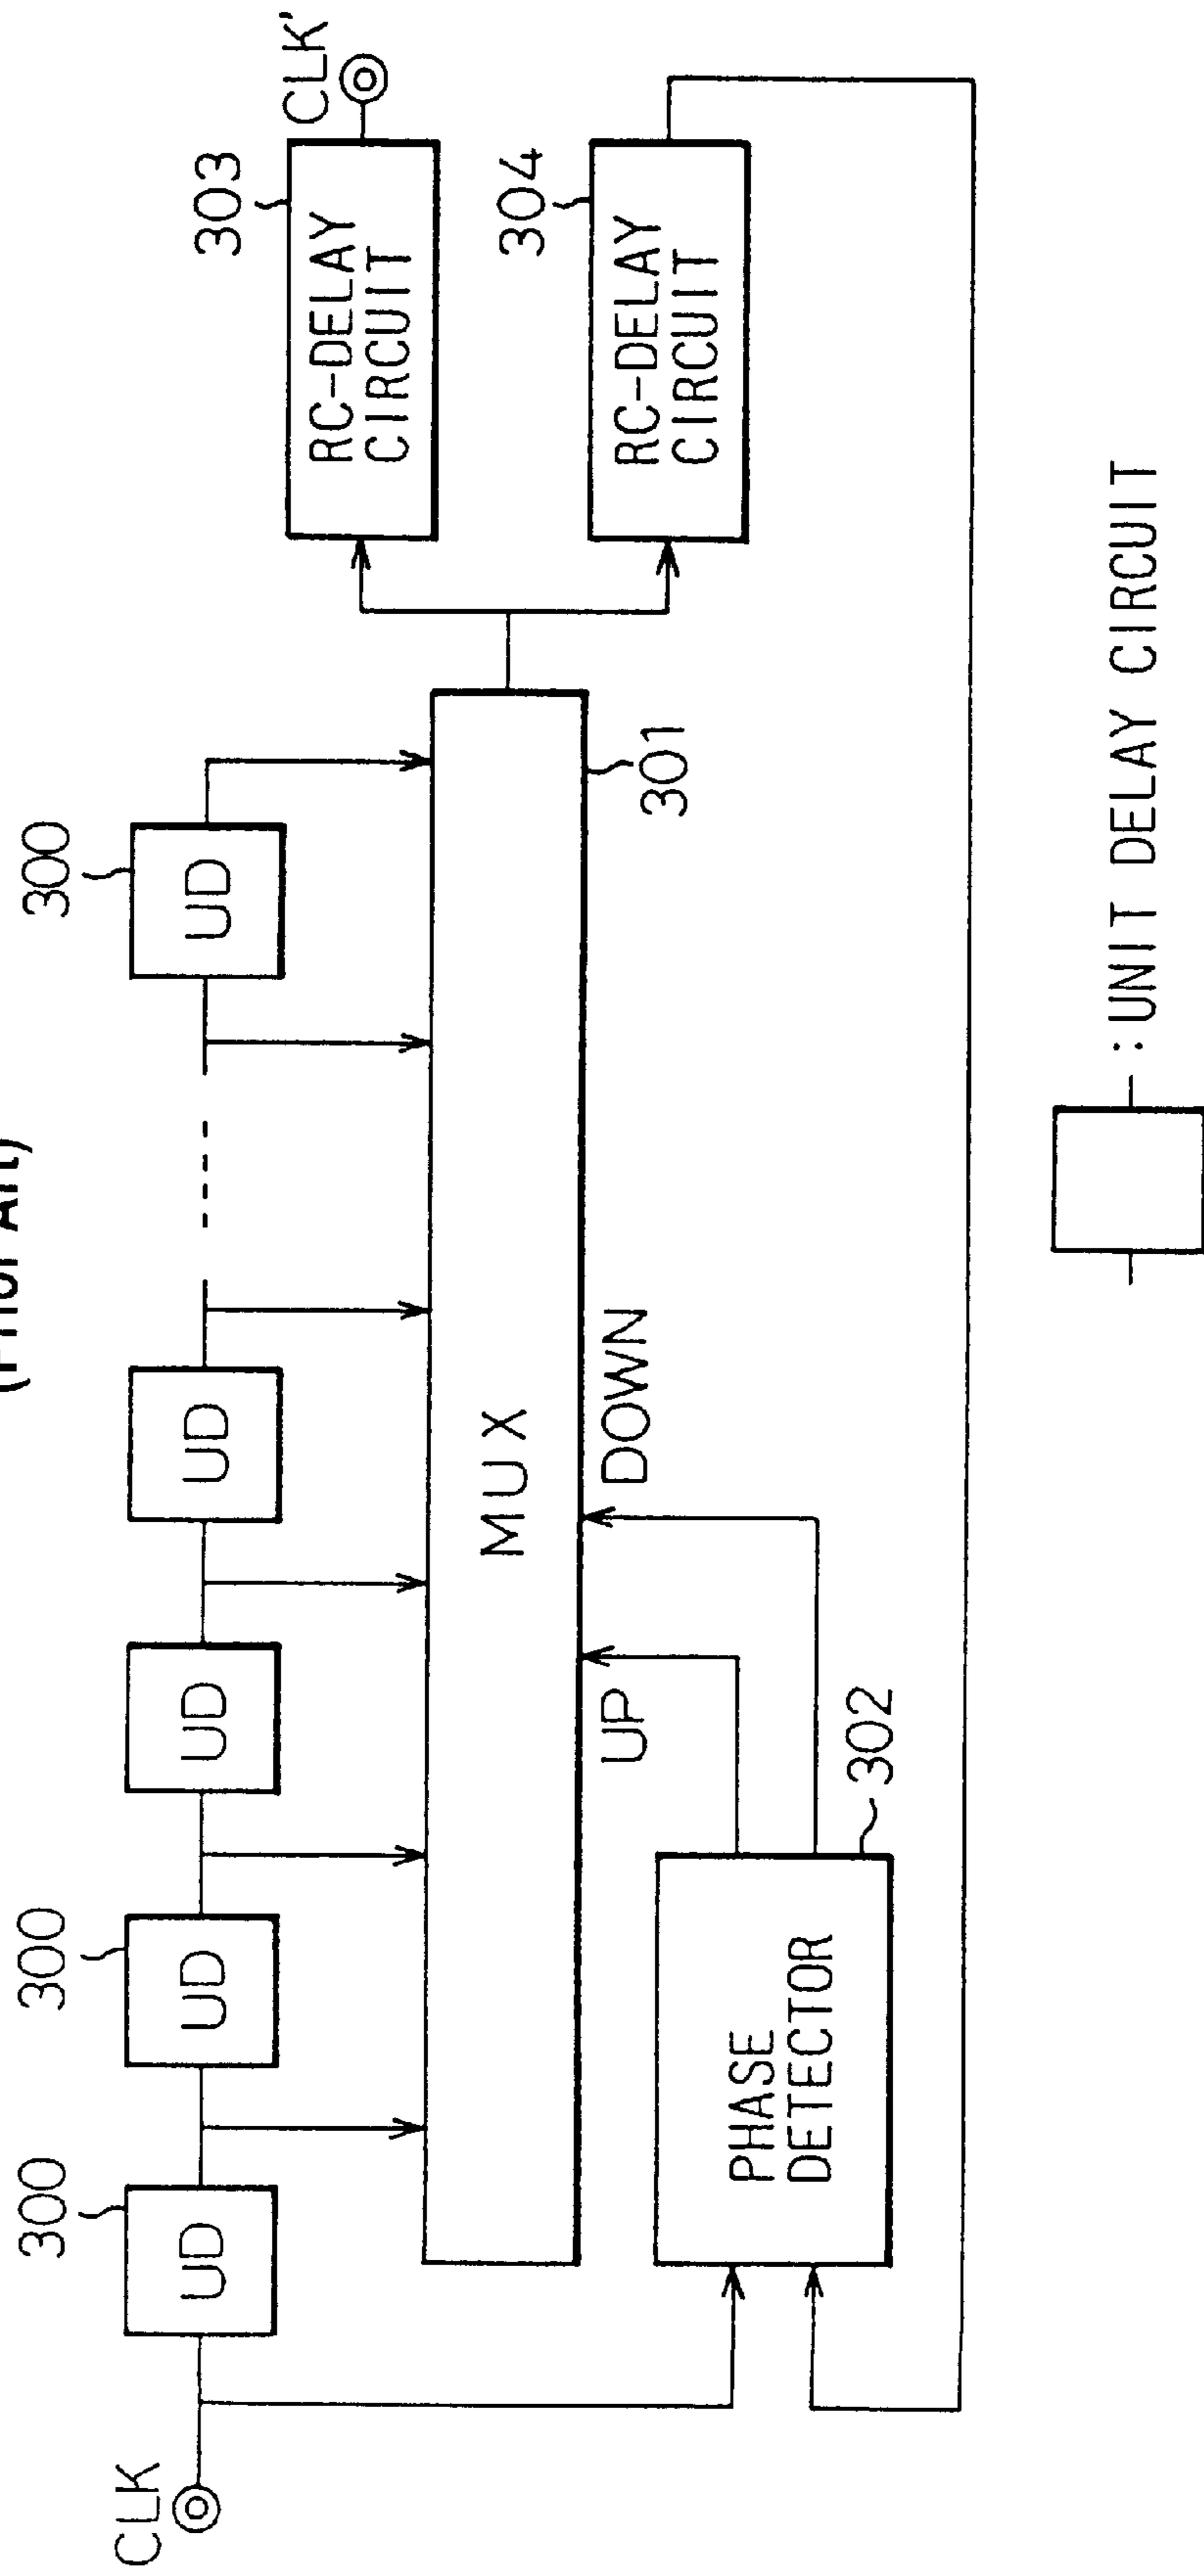 (Prior Art)
300
300
300
CLK
UD
UD
UD
UD
UD
303
CLK'
RC-DELAY
CIRCUIT
304
RC-DELAY
CIRCUIT
MUX
301
UP
DOWN
PHASE
DETECTOR
302
: UNIT DELAY CIRCUIT